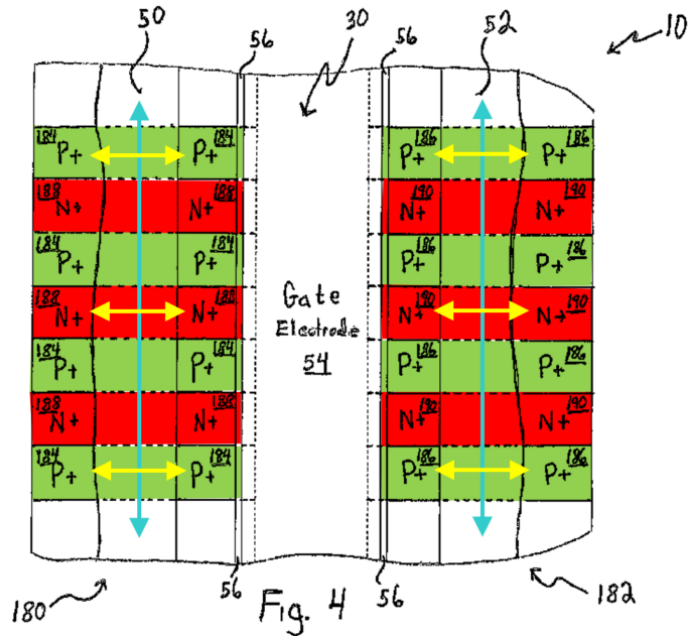 50 56 30 56 52 10
184 P+ 184 P+ 186 P+ 186 P+
188 N+ 188 N+ 190 N+ 190 N+
184 P+ 184 P+ 186 P+ 186 P+
188 N+ 188 N+ Gate 190 N+ 190 N+
Electrode
184 P+ 184 P+ 54 186 P+ 186 P+
188 N+ 188 N+ 190 N+ 190 N+
184 P+ 184 P+ 186 P+ 186 P+
180 56 Fig. 4 56 182